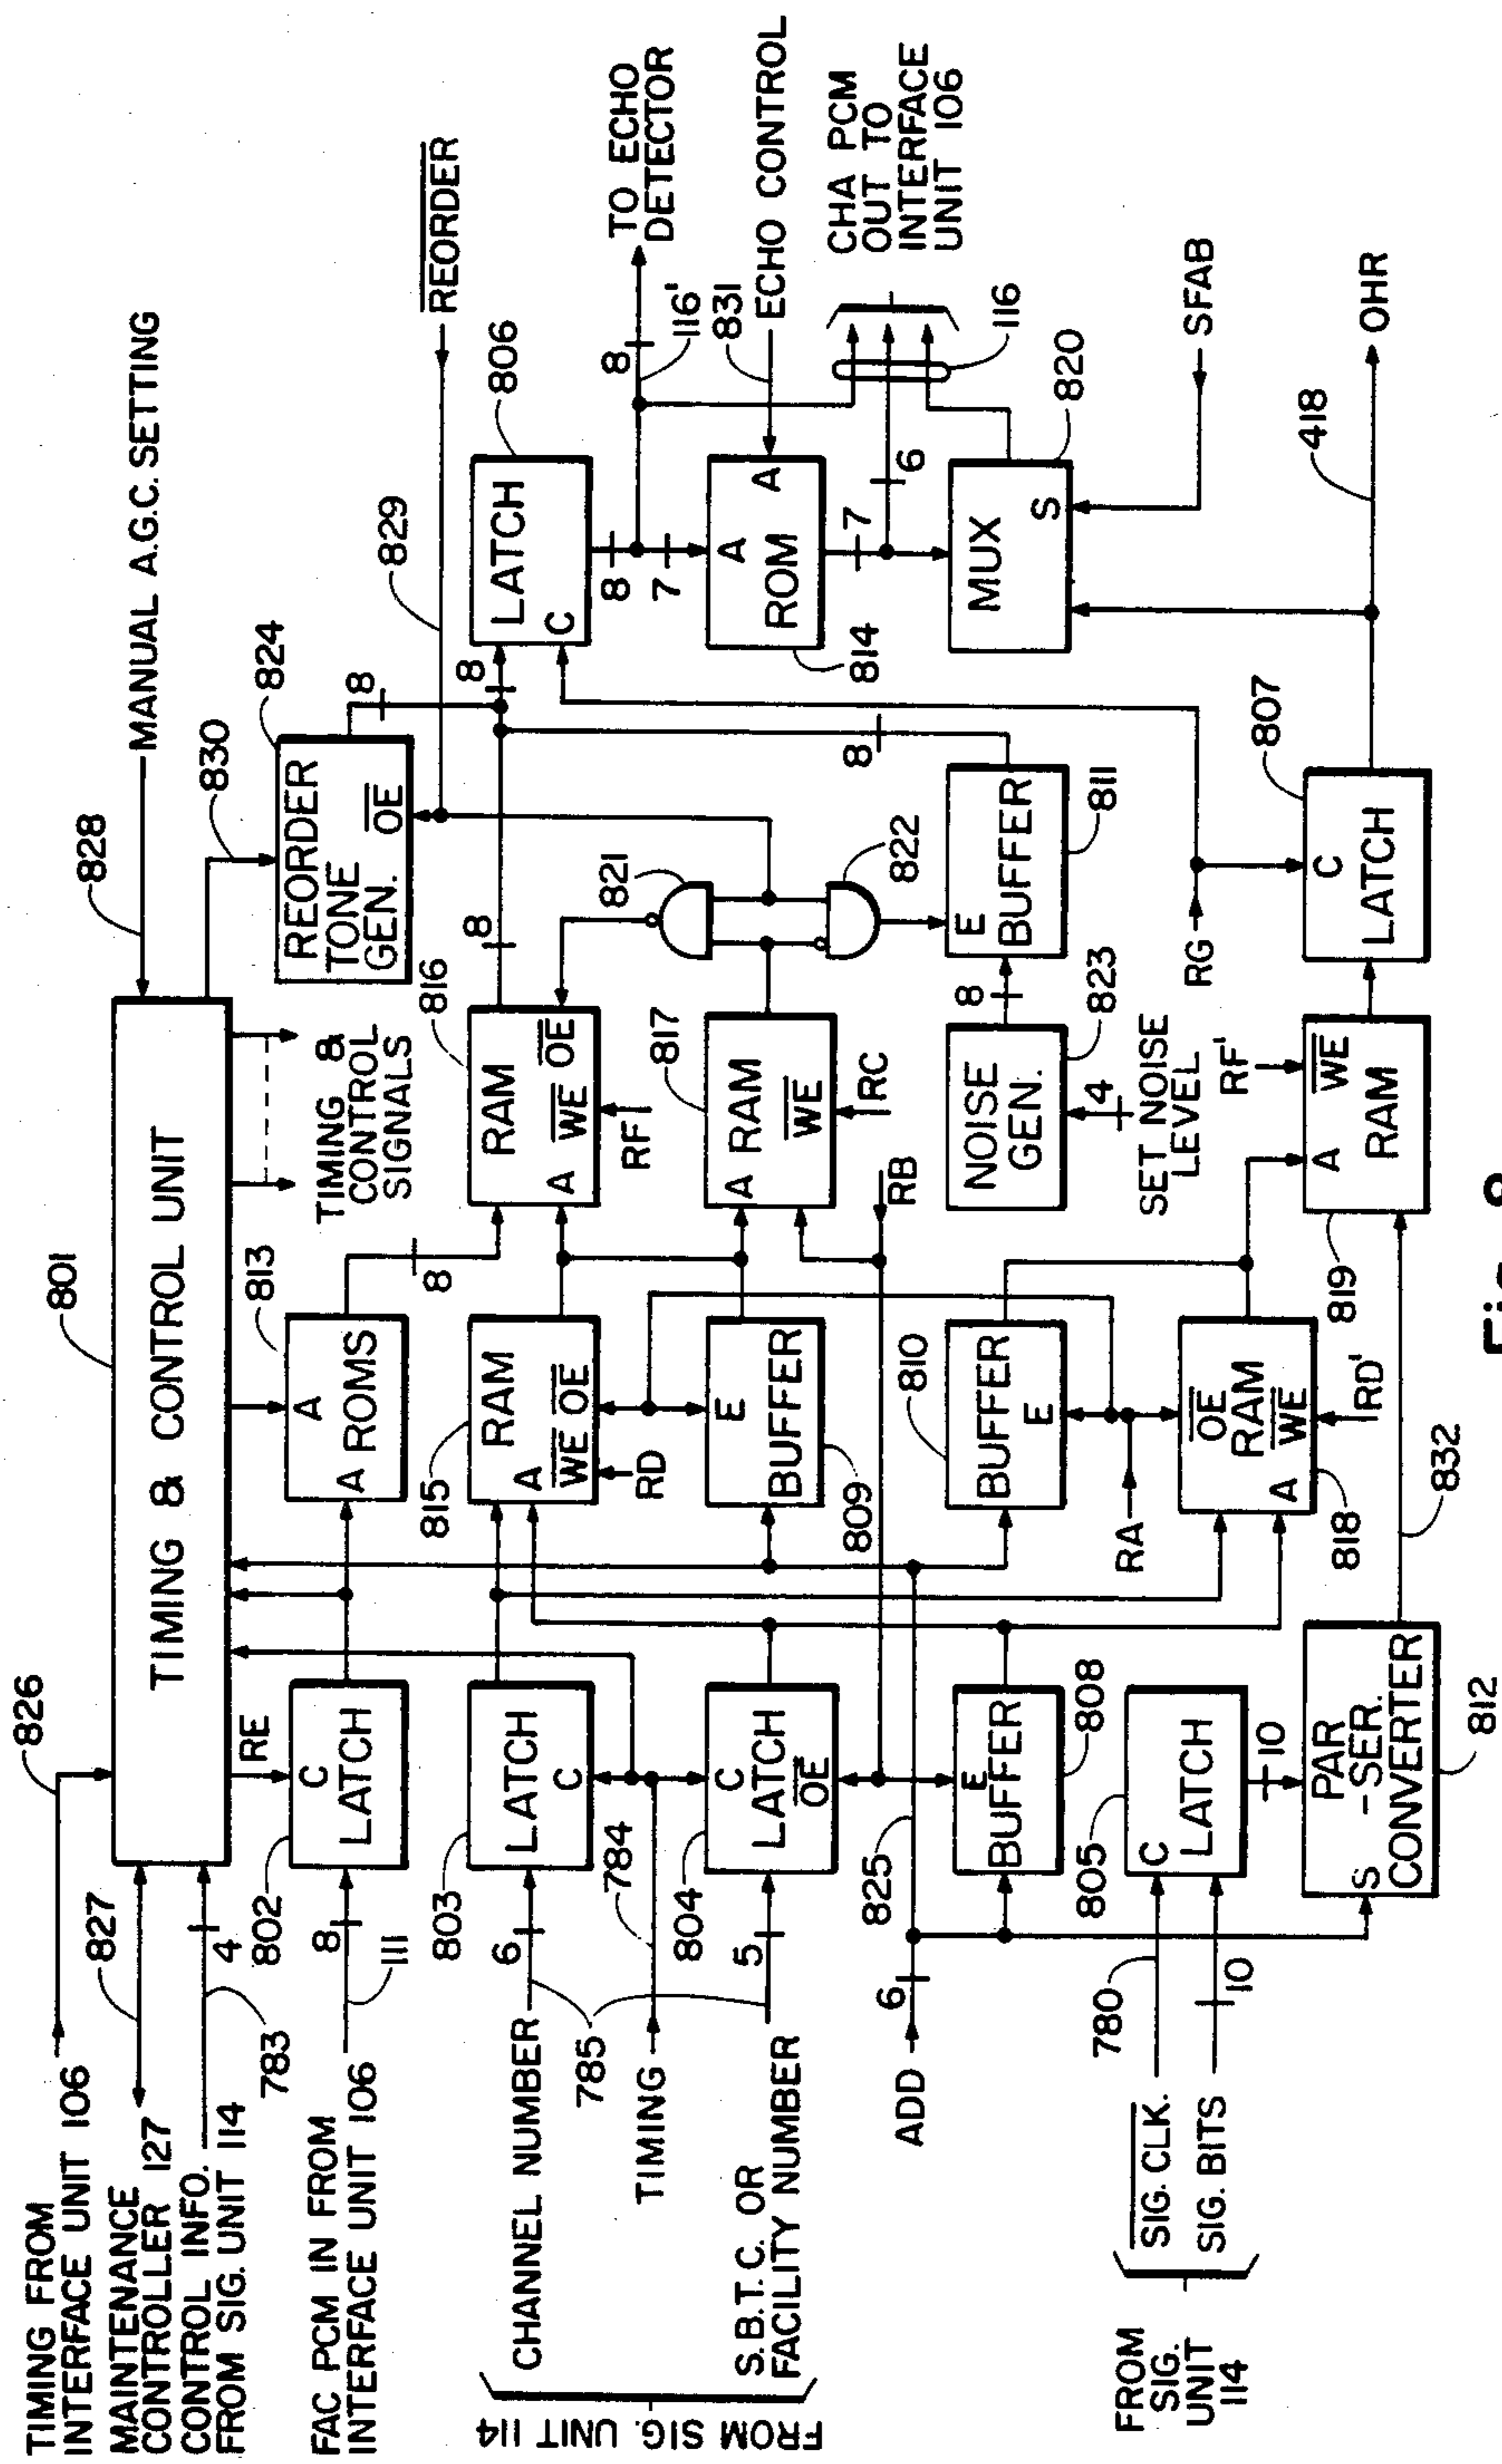 TIMING FROM
INTERFACE UNIT 106
826
MAINTENANCE
CONTROLLER 127
827
CONTROL INFO.
FROM SIG. UNIT 114
4
783
801
TIMING & CONTROL UNIT
828
MANUAL A.G.C. SETTING
830
TIMING &
CONTROL
SIGNALS
RE
FAC PCM IN FROM
INTERFACE UNIT 106
8
111
802
C
LATCH
813
A
A ROMS
8
824
REORDER
TONE
GEN.
OE
8
829
REORDER
FROM SIG. UNIT 114
CHANNEL NUMBER
6
785
803
LATCH
C
815
RAM
A
WE OE
RD
816
RAM
A WE OE
RF
8
8
806
LATCH
C
8
7
8
116'
TO ECHO
DETECTOR
TIMING
784
S.B.T.C. OR
FACILITY NUMBER
5
804
C
LATCH
OE
E
BUFFER
809
817
A RAM
WE
RC
821
822
814
A A
ROM
831
ECHO CONTROL
7
6
CHA PCM
OUT TO
INTERFACE
UNIT 106
116
RB
ADD
6
825
E
BUFFER
808
810
BUFFER
E
RA
NOISE
GEN.
823
8
4
SET NOISE
LEVEL
E
BUFFER
811
8
MUX
S
820
SFAB
FROM
SIG.
UNIT
114
SIG. CLK.
SIG. BITS
780
10
805
C
LATCH
10
OE
RAM
WE
A
818
RD'
RF'
RG
PAR
-SER.
S CONVERTER
812
832
819
A WE
RAM
807
C
LATCH
418
OHR